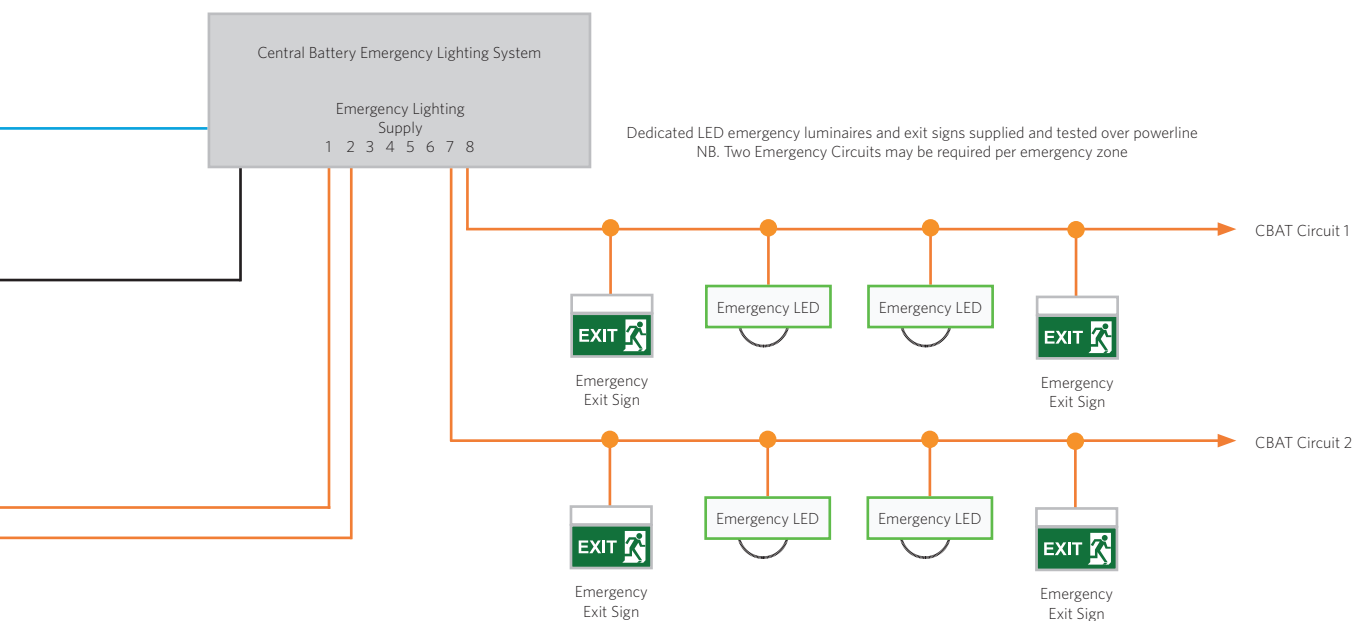 Central Battery Emergency Lighting System
Emergency Lighting
Supply
1 2 3 4 5 6 7 8
Dedicated LED emergency luminaires and exit signs supplied and tested over powerline
NB. Two Emergency Circuits may be required per emergency zone
CBAT Circuit 1
Emergency LED
Emergency LED
EXIT
EXIT
Emergency
Exit Sign
Emergency
Exit Sign
CBAT Circuit 2
Emergency LED
Emergency LED
EXIT
EXIT
Emergency
Exit Sign
Emergency
Exit Sign